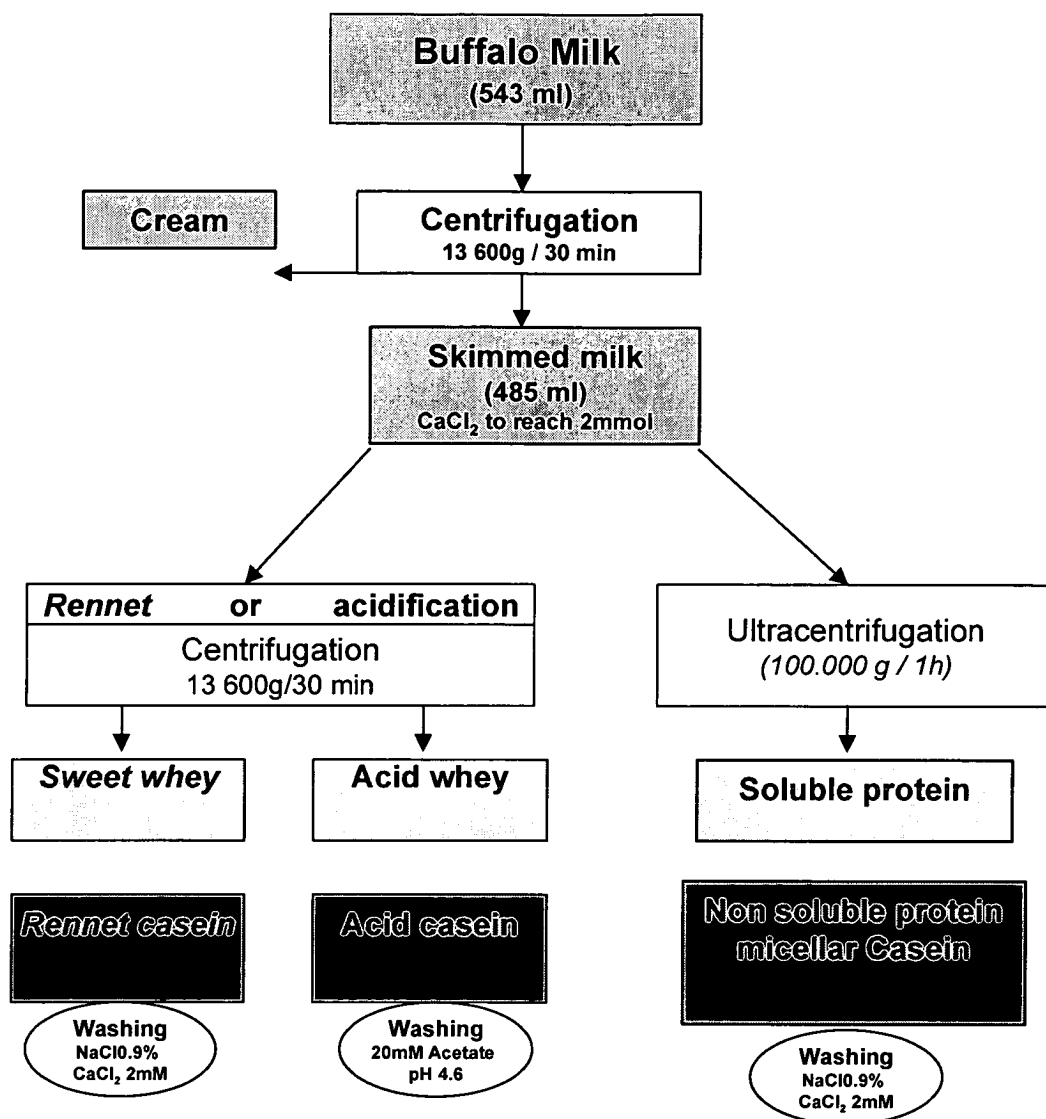 Buffalo Milk
(543 ml)
Cream
Centrifugation
13 600g / 30 min
Skimmed milk
(485 ml)
CaCl₂ to reach 2mmol
Rennet or acidification
Centrifugation
13 600g/30 min
Ultracentrifugation
(100.000 g / 1h)
Sweet whey
Acid whey
Soluble protein
Rennet casein
Acid casein
Non soluble protein
micellar Casein
Washing
NaCl0.9%
CaCl₂ 2mM
Washing
20mM Acetate
pH 4.6
Washing
NaCl0.9%
CaCl₂ 2mM